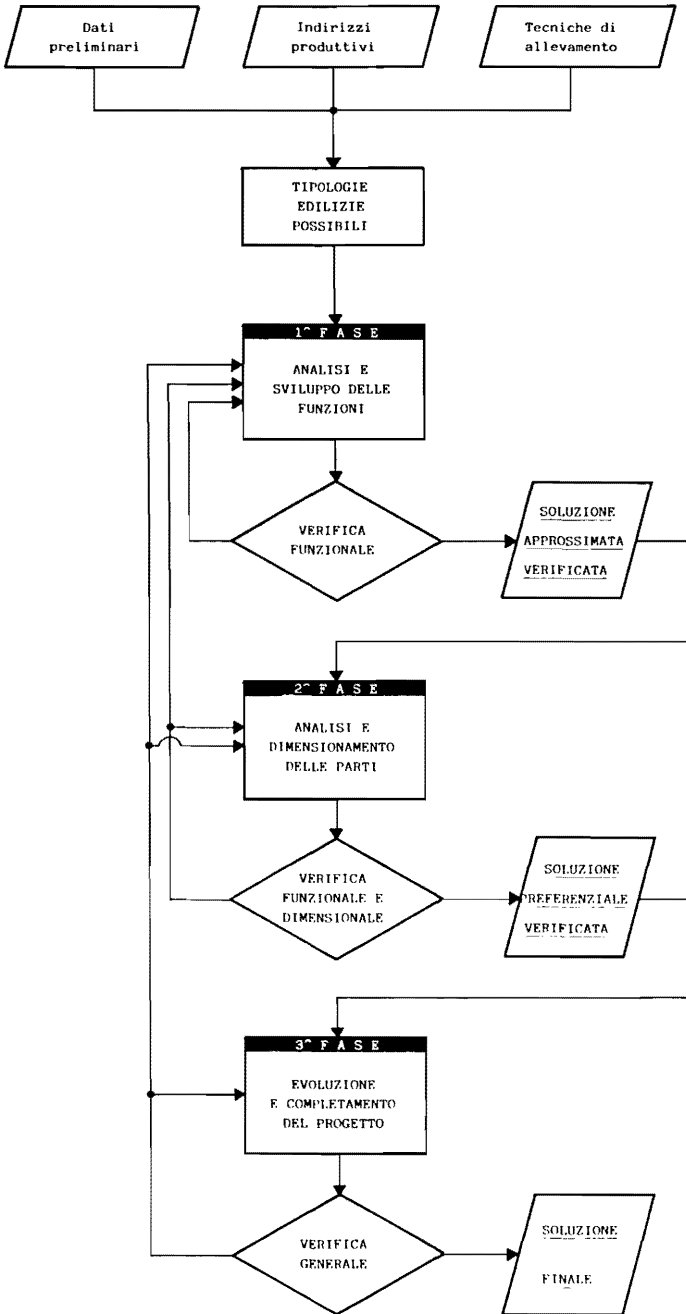 Dati
preliminari
Indirizzi
produttivi
Tecniche di
allevamento
TIPOLOGIE
EDILIZIE
POSSIBILI
1^ F A S E
ANALISI E
SVILUPPO DELLE
FUNZIONI
VERIFICA
FUNZIONALE
SOLUZIONE
APPROSSIMATA
VERIFICATA
2^ F A S E
ANALISI E
DIMENSIONAMENTO
DELLE PARTI
VERIFICA
FUNZIONALE E
DIMENSIONALE
SOLUZIONE
PREFERENZIALE
VERIFICATA
3^ F A S E
EVOLUZIONE
E COMPLETAMENTO
DEL PROGETTO
VERIFICA
GENERALE
SOLUZIONE
FINALE